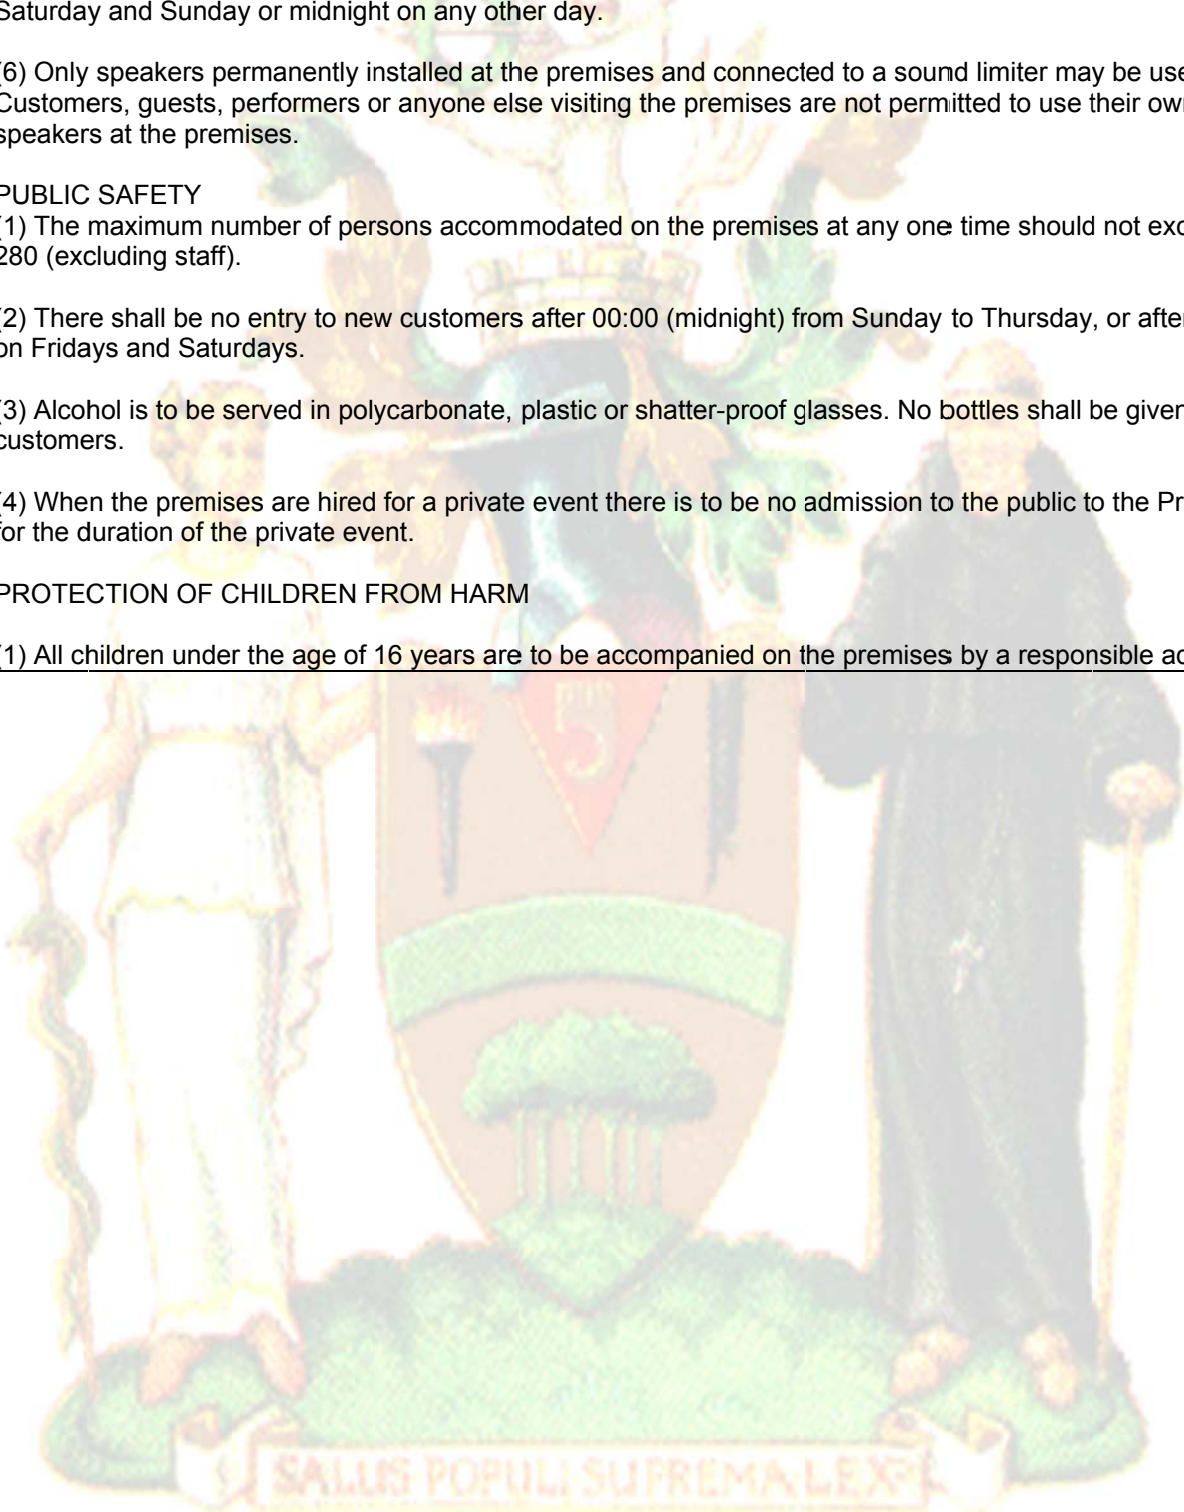 Saturday and Sunday or midnight on any other day.
(6) Only speakers permanently installed at the premises and connected to a sound limiter may be use
Customers, guests, performers or anyone else visiting the premises are not permitted to use their ow
speakers at the premises.
PUBLIC SAFETY
(1) The maximum number of persons accommodated on the premises at any one time should not exc
280 (excluding staff).
(2) There shall be no entry to new customers after 00:00 (midnight) from Sunday to Thursday, or after
on Fridays and Saturdays.
(3) Alcohol is to be served in polycarbonate, plastic or shatter-proof glasses. No bottles shall be given
customers.
(4) When the premises are hired for a private event there is to be no admission to the public to the Pr
for the duration of the private event.
PROTECTION OF CHILDREN FROM HARM
(1) All children under the age of 16 years are to be accompanied on the premises by a responsible ad
5
SALUS POPULI SUPREMA LEX